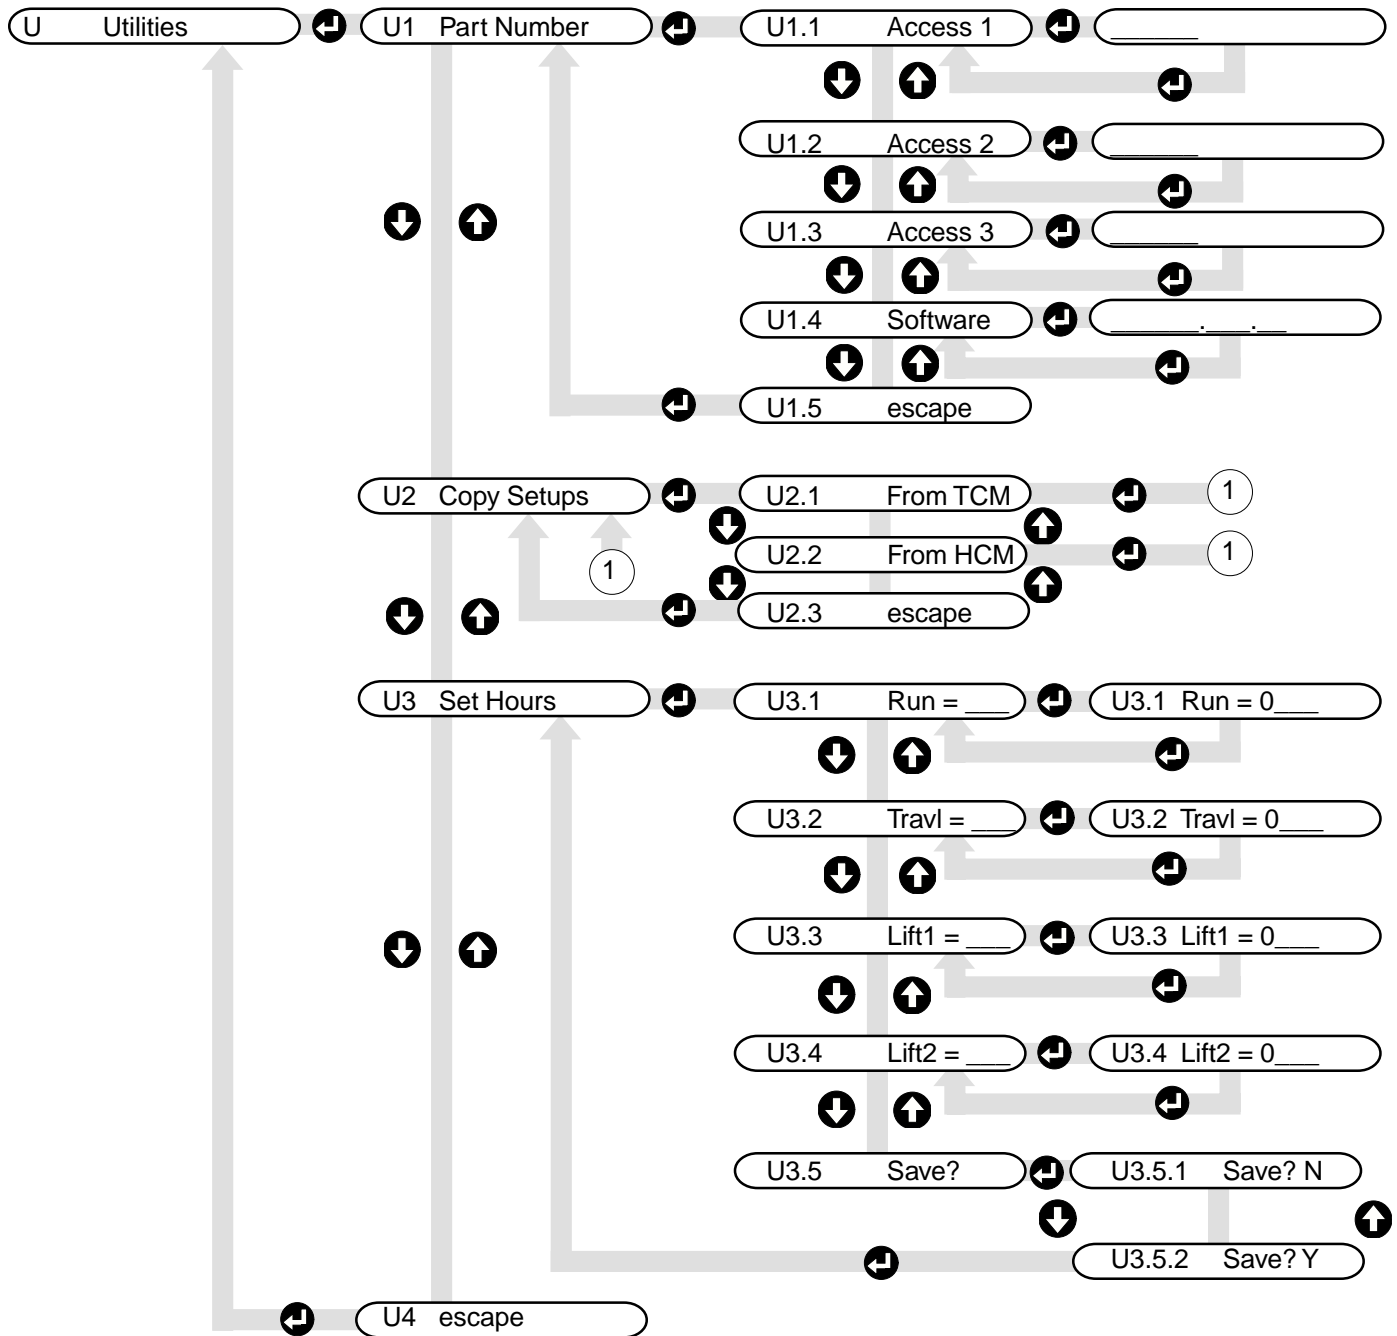 U Utilities U1 Part Number U1.1 Access 1 ______
U1.2 Access 2 ______
U1.3 Access 3 ______
U1.4 Software ______.___.__
U1.5 escape
U2 Copy Setups U2.1 From TCM 1
U2.2 From HCM 1
1
U2.3 escape
U3 Set Hours U3.1 Run = ___ U3.1 Run = 0___
U3.2 Travl = ___ U3.2 Travl = 0___
U3.3 Lift1 = ___ U3.3 Lift1 = 0___
U3.4 Lift2 = ___ U3.4 Lift2 = 0___
U3.5 Save? U3.5.1 Save? N
U3.5.2 Save? Y
U4 escape